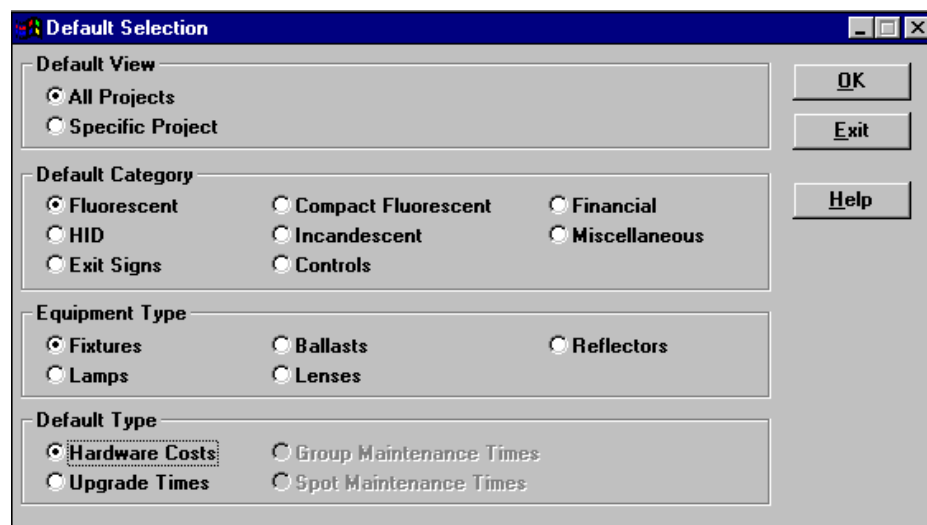 Default Selection
Default View
All Projects
Specific Project
OK
Exit
Help
Default Category
Fluorescent
Compact Fluorescent
Financial
HID
Incandescent
Miscellaneous
Exit Signs
Controls
Equipment Type
Fixtures
Ballasts
Reflectors
Lamps
Lenses
Default Type
Hardware Costs
Group Maintenance Times
Upgrade Times
Spot Maintenance Times